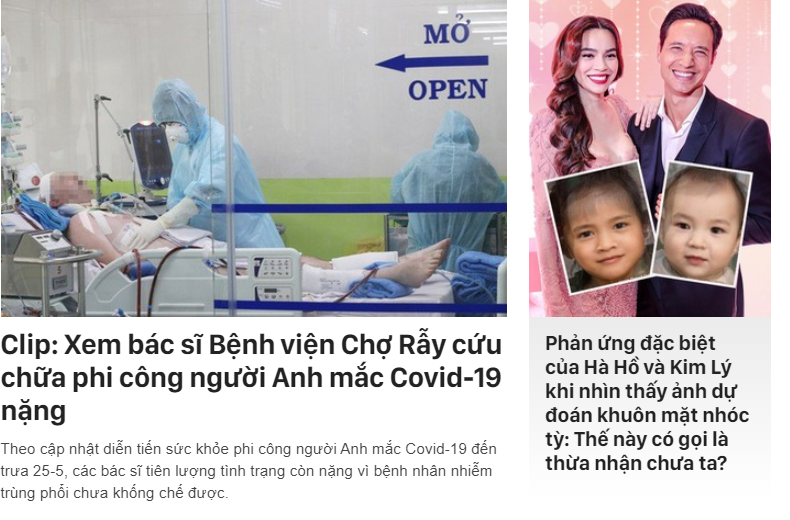 MỞ
OPEN
Clip: Xem bác sĩ Bệnh viện Chợ Rẫy cứu
chữa phi công người Anh mắc Covid-19
nặng
Theo cập nhật diễn tiến sức khỏe phi công người Anh mắc Covid-19 đến
trưa 25-5, các bác sĩ tiên lượng tình trạng còn nặng vì bệnh nhân nhiễm
trùng phổi chưa khống chế được.
Phản ứng đặc biệt
của Hà Hồ và Kim Lý
khi nhìn thấy ảnh dự
đoán khuôn mặt nhóc
tỳ: Thế này có gọi là
thừa nhận chưa ta?